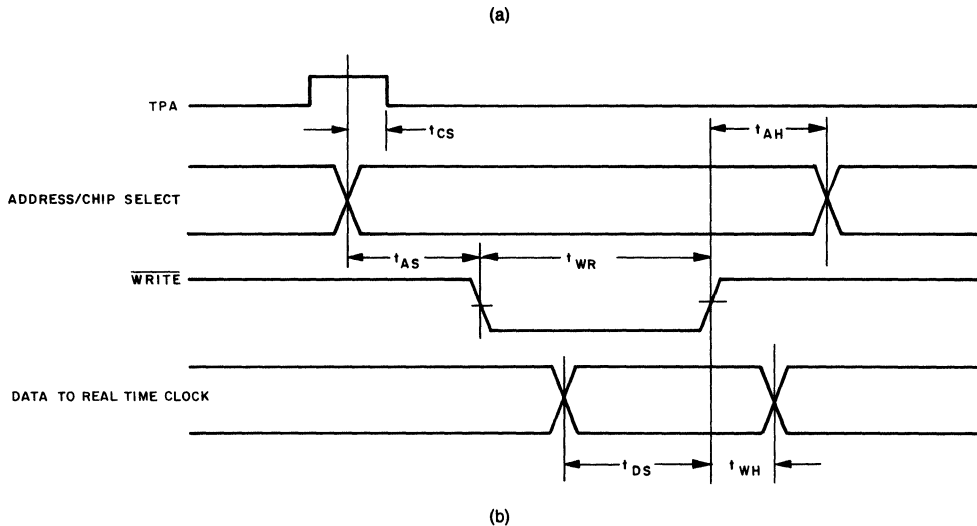 (a)
TPA
tCS
tAH
ADDRESS/CHIP SELECT
tAS
tWR
WRITE
DATA TO REAL TIME CLOCK
tDS
tWH
(b)